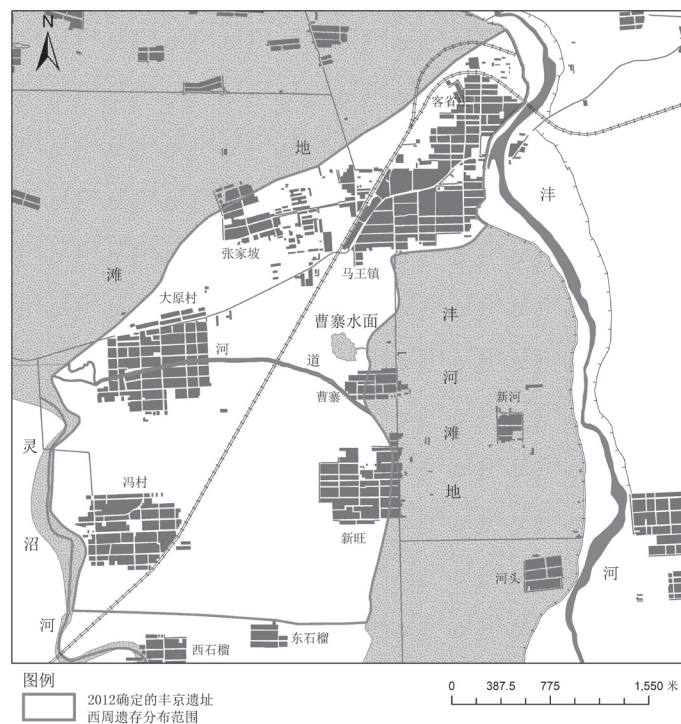 N
客省
地
沣
张家坡
滩
马王镇
大原村
曹寨水面
沣
河
道
河
曹寨
新河
滩
灵
冯村
地
新旺
沼
河头
河
河
东石榴
西石榴
图例
2012确定的丰京遗址
西周遗存分布范围
0 387.5 775 1,550 米